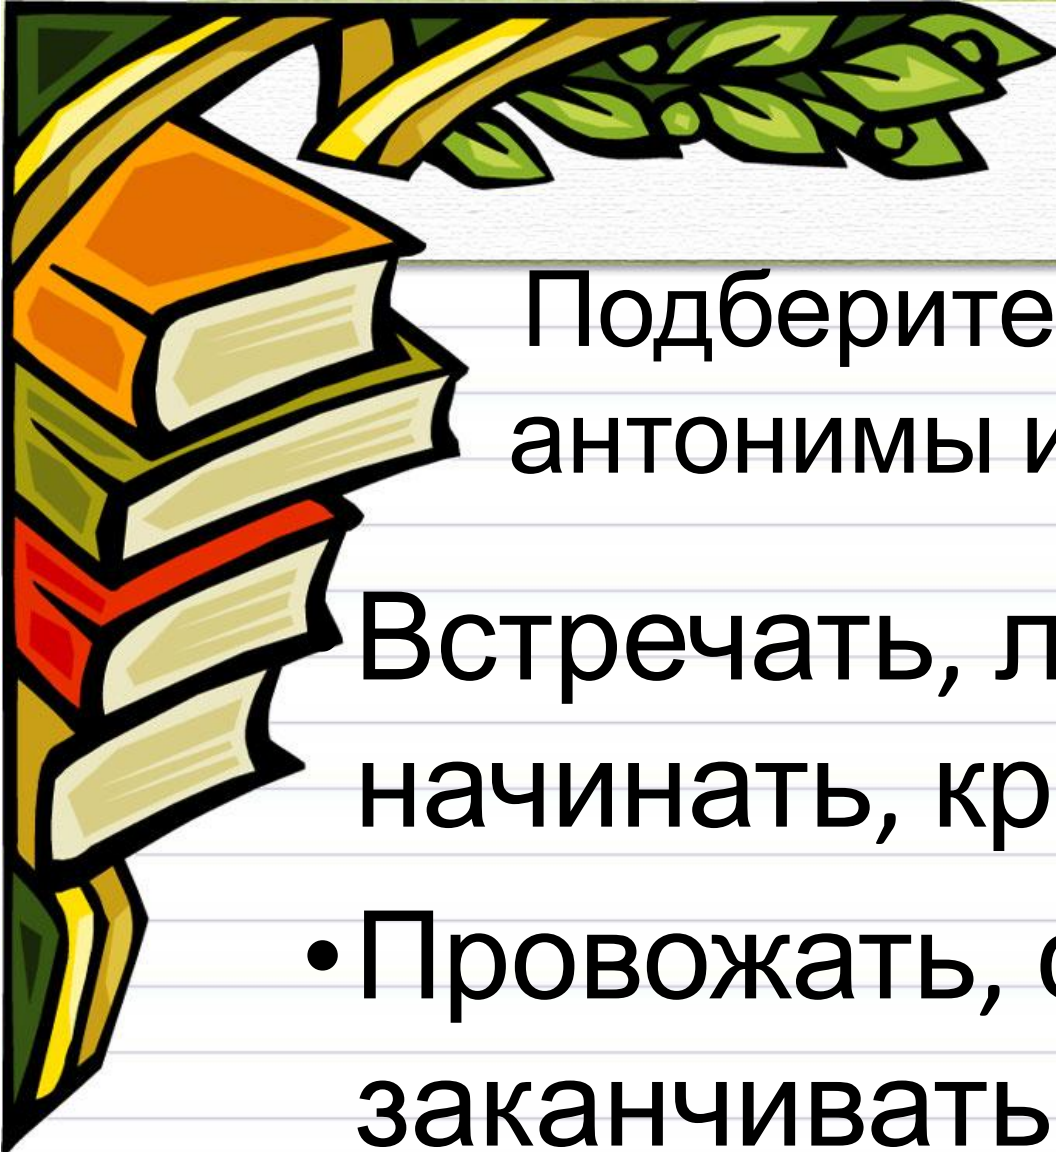 Подберите
антонимы
Встречать,
начинать,
•Провожать,
заканчивать